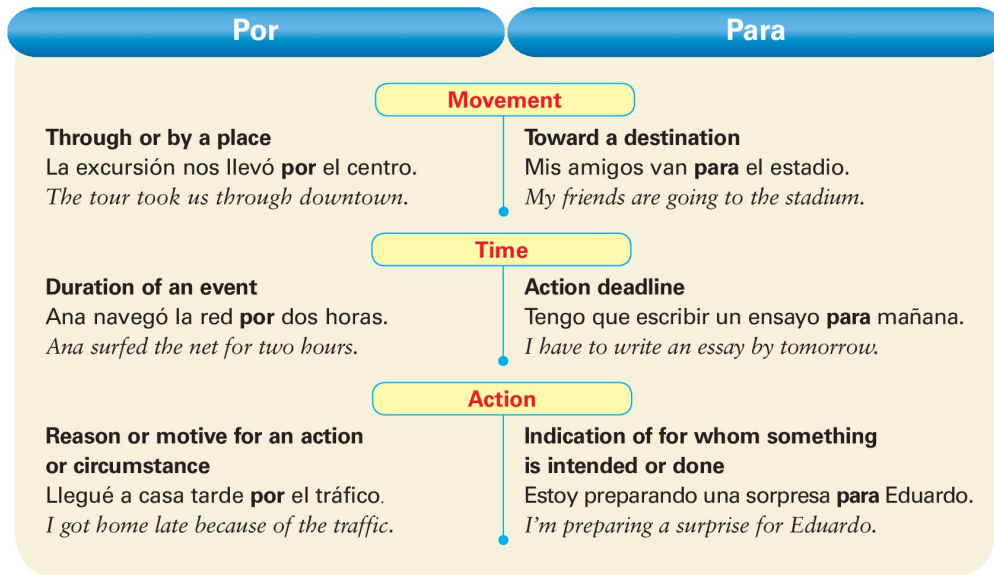 Por
Para
Movement
Through or by a place
La excursión nos llevó por el centro.
The tour took us through downtown.
Toward a destination
Mis amigos van para el estadio.
My friends are going to the stadium.
Time
Duration of an event
Ana navegó la red por dos horas.
Ana surfed the net for two hours.
Action deadline
Tengo que escribir un ensayo para mañana.
I have to write an essay by tomorrow.
Action
Reason or motive for an action
or circumstance
Llegué a casa tarde por el tráfico.
I got home late because of the traffic.
Indication of for whom something
is intended or done
Estoy preparando una sorpresa para Eduardo.
I'm preparing a surprise for Eduardo.